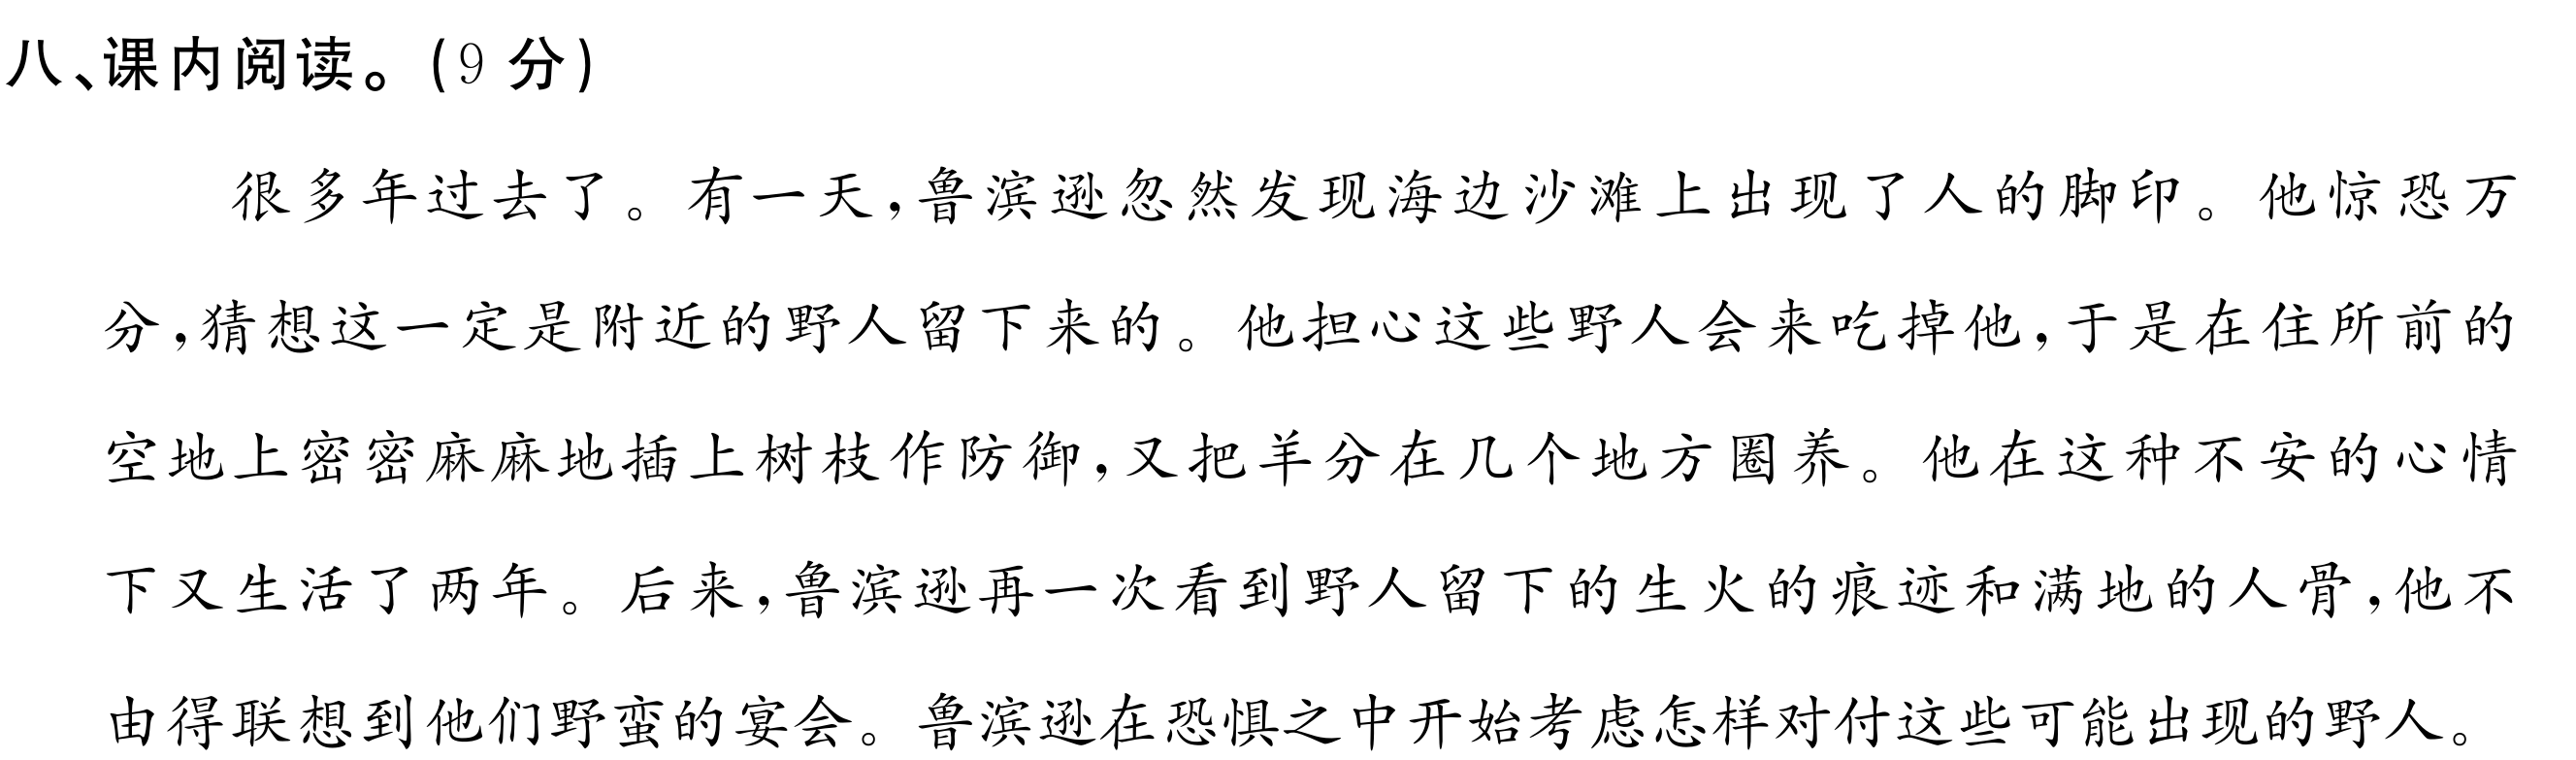 八、课内阅读。(9 分)
很多年过去了。有一天,鲁滨逊忽然发现海边沙滩上出现了人的脚印。他惊恐万
分,猜想这一定是附近的野人留下来的。他担心这些野人会来吃掉他,于是在住所前的
空地上密密麻麻地插上树枝作防御,又把羊分在几个地方圈养。他在这种不安的心情
下又生活了两年。后来,鲁滨逊再一次看到野人留下的生火的痕迹和满地的人骨,他不
由得联想到他们野蛮的宴会。鲁滨逊在恐惧之中开始考虑怎样对付这些可能出现的野人。